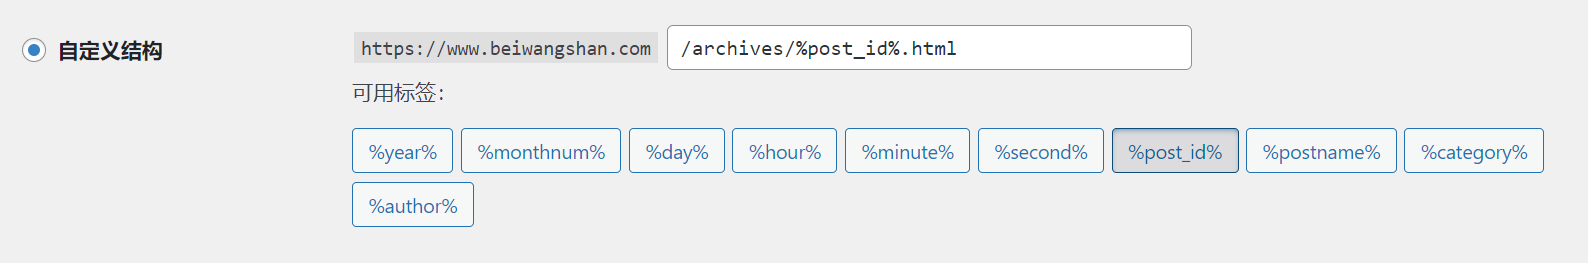 自定义结构 https://www.beiwangshan.com /archives/%post_id%.html
可用标签：
%year% %monthnum% %day% %hour% %minute% %second% %post_id% %postname% %category%
%author%